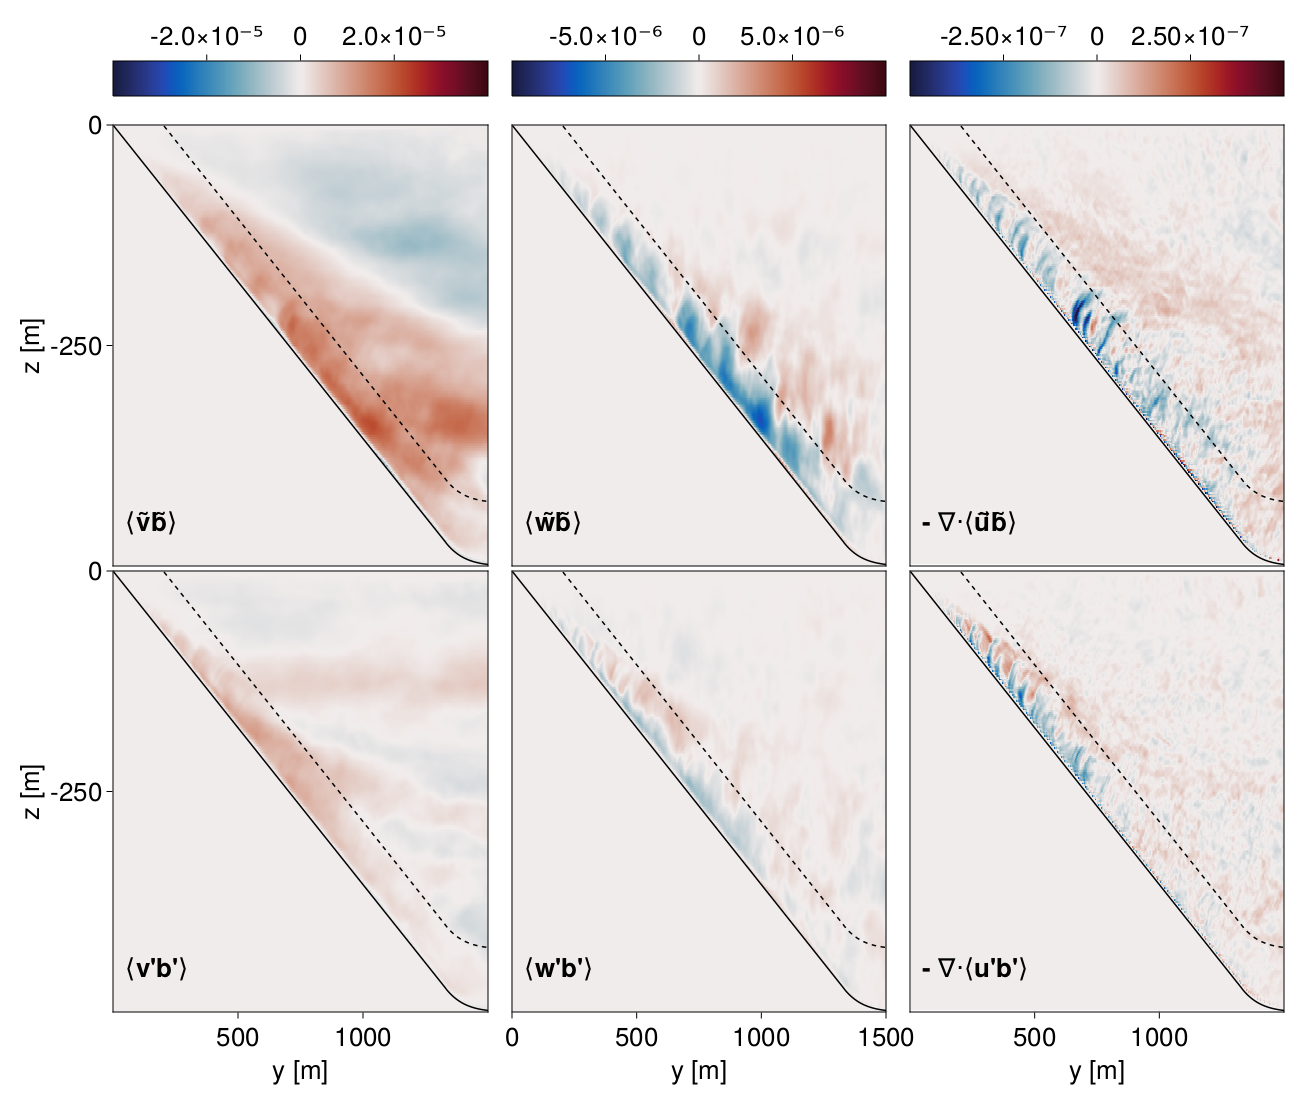 -2.0×10⁻⁵ 0 2.0×10⁻⁵ -5.0×10⁻⁶ 0 5.0×10⁻⁶ -2.50×10⁻⁷ 0 2.50×10⁻⁷
0
z [m]
-250
⟨ṽb̃⟩ ⟨w̃b̃⟩ - ∇·⟨ũb̃⟩
0
z [m]
-250
⟨v'b'⟩ ⟨w'b'⟩ - ∇·⟨u'b'⟩
500 1000 0 500 1000 1500 500 1000
y [m] y [m] y [m]